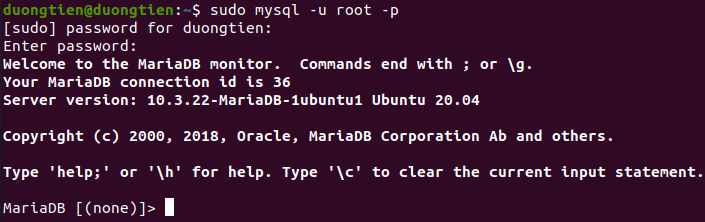 duongtien@duongtien:~$ sudo mysql -u root -p
[sudo] password for duongtien:
Enter password:
Welcome to the MariaDB monitor.  Commands end with ; or \g.
Your MariaDB connection id is 36
Server version: 10.3.22-MariaDB-1ubuntu1 Ubuntu 20.04
Copyright (c) 2000, 2018, Oracle, MariaDB Corporation Ab and others.
Type 'help;' or '\h' for help. Type '\c' to clear the current input statement.
MariaDB [(none)]>